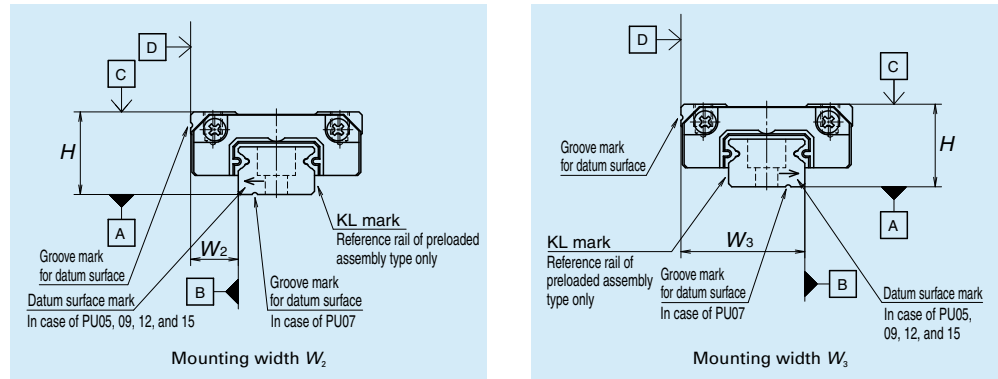 D
C
H
A
KL mark
Reference rail of preloaded
assembly type only
W2
Groove mark
for datum surface
B
Groove mark
for datum surface
In case of PU07
Datum surface mark
In case of PU05, 09, 12, and 15
Mounting width W2
D
C
Groove mark
for datum surface
H
A
KL mark
Reference rail of
preloaded assembly
type only
W3
Groove mark
for datum surface
In case of PU07
B
Datum surface mark
In case of PU05,
09, 12, and 15
Mounting width W3